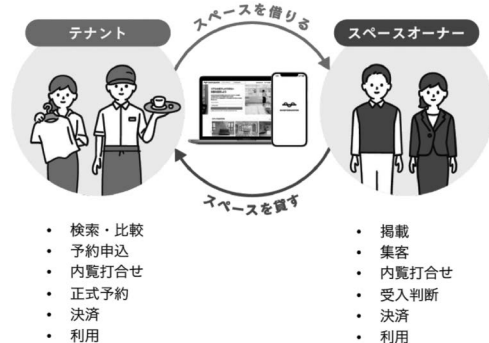 スペースを借りる
テナント
スペースオーナー
スペースを貸す
• 検索・比較
• 予約申込
• 内覧打合せ
• 正式予約
• 決済
• 利用
• 掲載
• 集客
• 内覧打合せ
• 受入判断
• 決済
• 利用